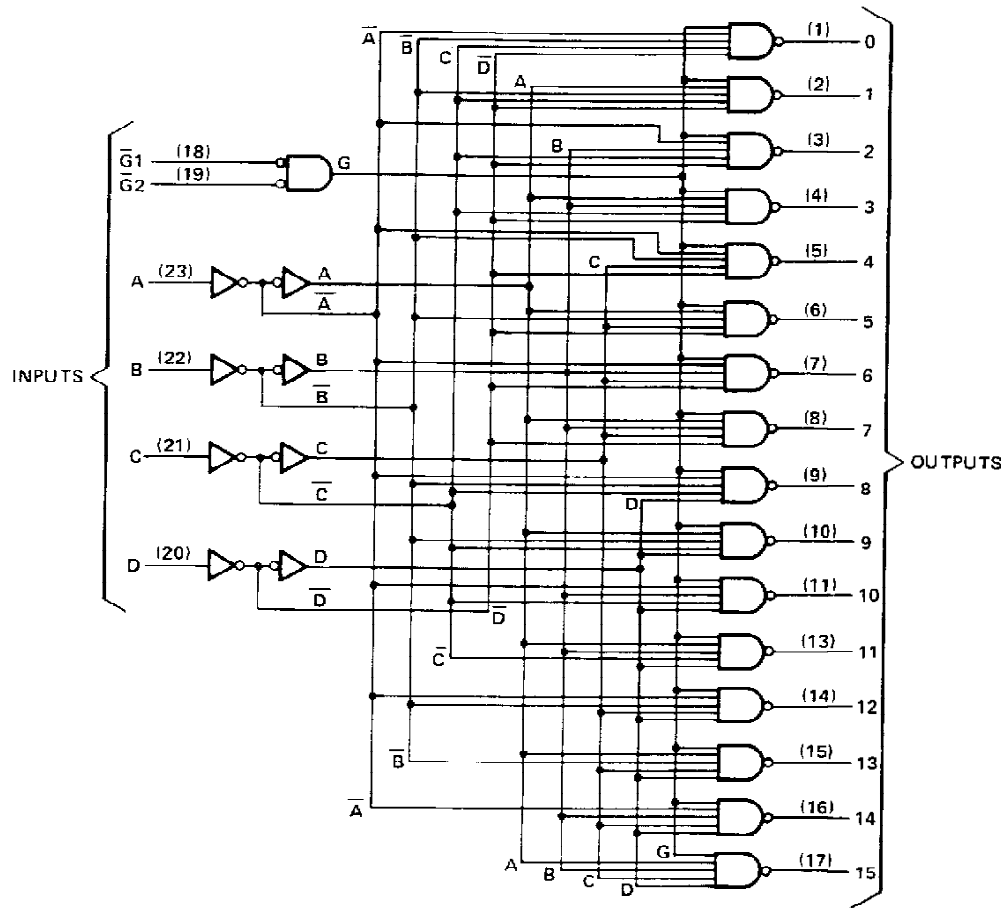 A̅ (1) 0
B̅
C
D̅
A (2) 1
B (3) 2
G̅1 (18) G
G̅2 (19)
(4) 3
(5) 4
C
A (23) A
A̅
(6) 5
B (22) B (7) 6
INPUTS
B̅
(8) 7
C (21) C
OUTPUTS
(9) 8
C̅ D
(10) 9
D (20) D
(11) 10
D̅ D̅
(13) 11
C̅
(14) 12
B̅ (15) 13
A̅ (16) 14
G
A (17) 15
B
C
D